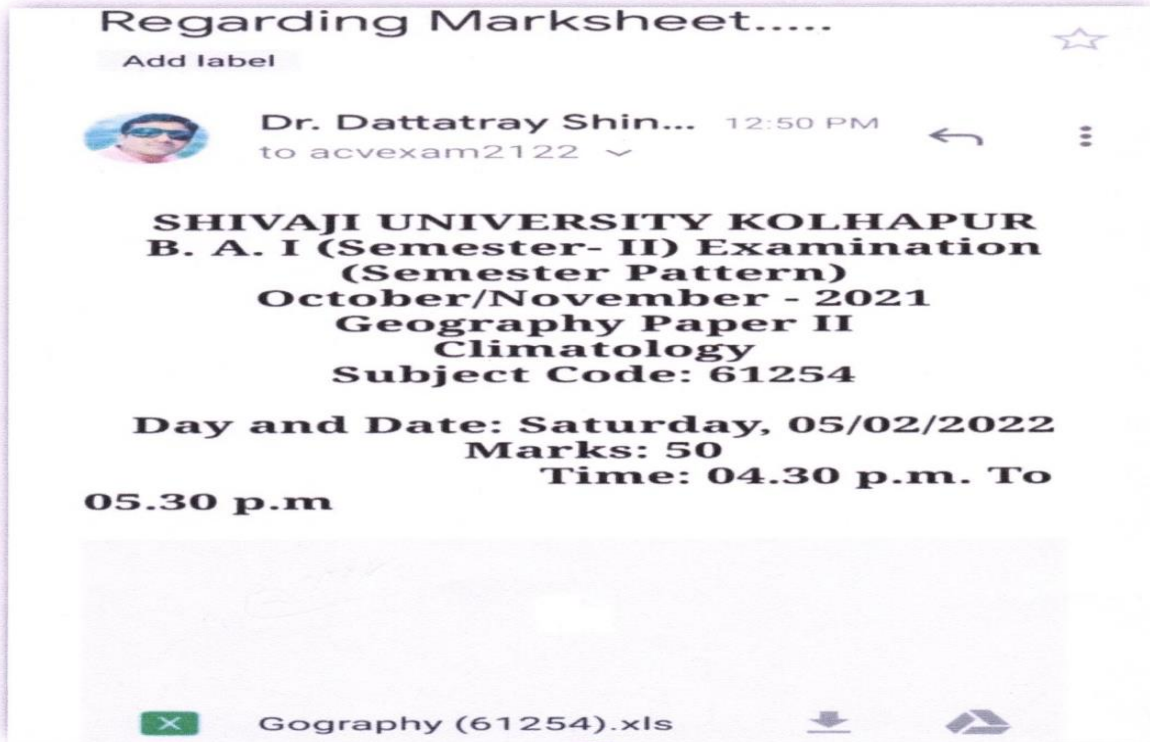 Regarding Marksheet.....
Add label
Dr. Dattatray Shin... 12:50 PM
to acvexam2122
SHIVAJI UNIVERSITY KOLHAPUR
B. A. I (Semester- II) Examination
(Semester Pattern)
October/November - 2021
Geography Paper II
Climatology
Subject Code: 61254
Day and Date: Saturday, 05/02/2022
Marks: 50
Time: 04.30 p.m. To
05.30 p.m
X Gography (61254).xls